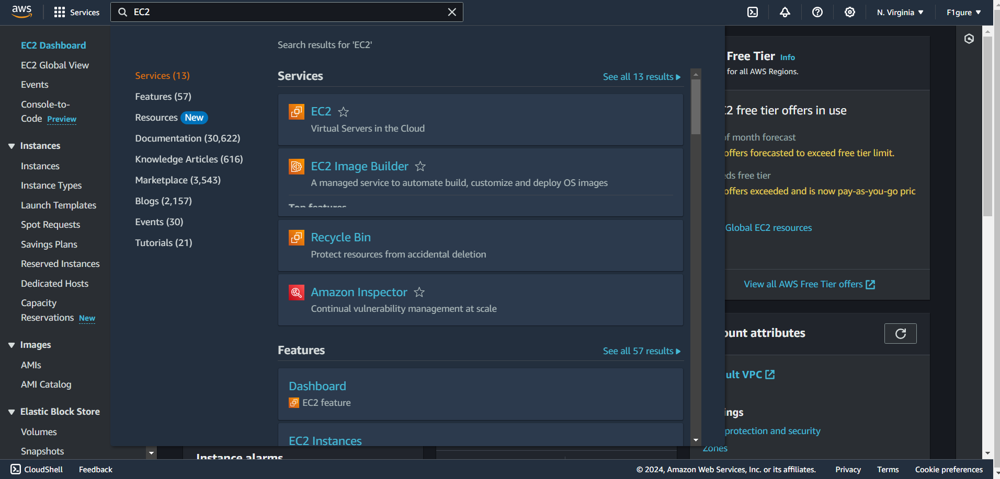 aws
Services
EC2
N. Virginia
F1gure
EC2 Dashboard
EC2 Global View
Events
Console-to-
Code Preview
Instances
Instances
Instance Types
Launch Templates
Spot Requests
Savings Plans
Reserved Instances
Dedicated Hosts
Capacity
Reservations New
Images
AMIs
AMI Catalog
Elastic Block Store
Volumes
Snapshots
Search results for 'EC2'
Services (13)
Features (57)
Resources New
Documentation (30,622)
Knowledge Articles (616)
Marketplace (3,543)
Blogs (2,157)
Events (30)
Tutorials (21)
Services
See all 13 results
EC2
Virtual Servers in the Cloud
EC2 Image Builder
A managed service to automate build, customize and deploy OS images
Top features
Recycle Bin
Protect resources from accidental deletion
Amazon Inspector
Continual vulnerability management at scale
Features
See all 57 results
Dashboard
EC2 feature
EC2 Instances
Instance alarms
Free Tier Info
for all AWS Regions.
C2 free tier offers in use
of month forecast
offers forecasted to exceed free tier limit.
ds free tier
offers exceeded and is now pay-as-you-go pric
Global EC2 resources
View all AWS Free Tier offers
ount attributes
ult VPC
ings
protection and security
Zones
CloudShell
Feedback
© 2024, Amazon Web Services, Inc. or its affiliates.
Privacy
Terms
Cookie preferences